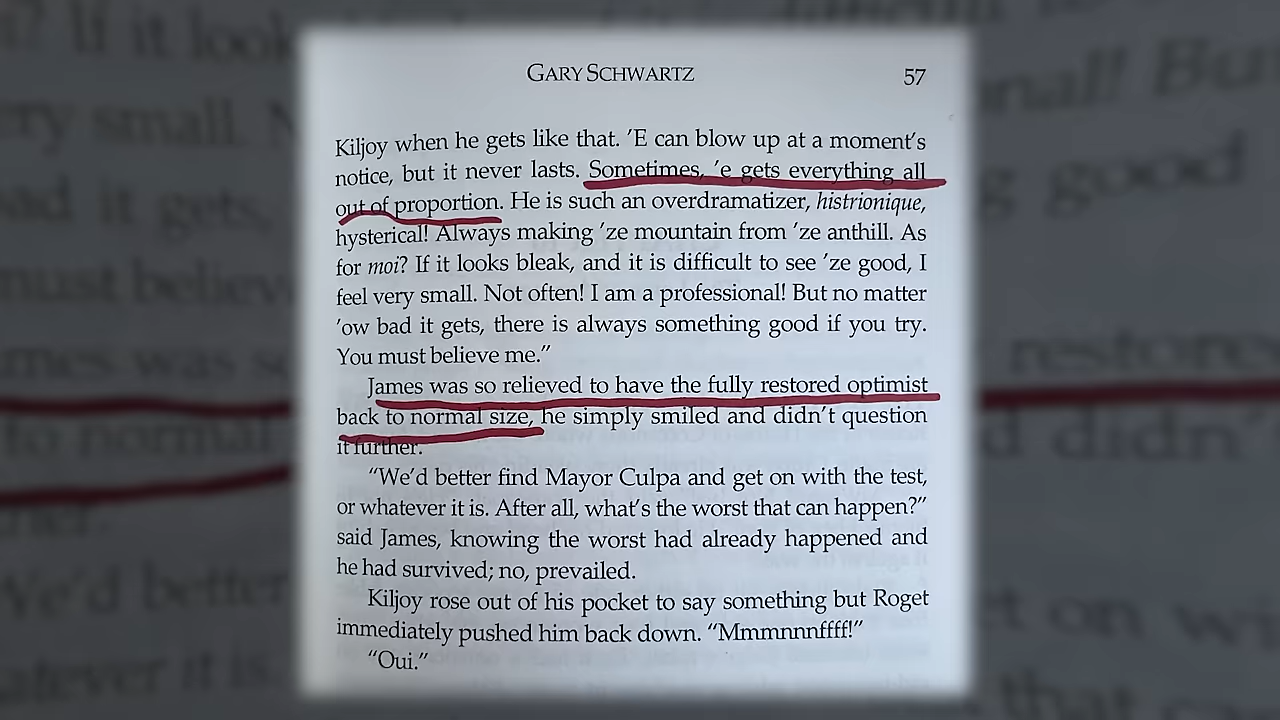 GARY SCHWARTZ 57
Kiljoy when he gets like that. ’E can blow up at a moment’s
notice, but it never lasts. Sometimes, ’e gets everything all
out of proportion. He is such an overdramatizer, histrionique,
hysterical! Always making ’ze mountain from ’ze anthill. As
for moi? If it looks bleak, and it is difficult to see ’ze good, I
feel very small. Not often! I am a professional! But no matter
’ow bad it gets, there is always something good if you try.
You must believe me.”
James was so relieved to have the fully restored optimist
back to normal size, he simply smiled and didn’t question
it further.
“We’d better find Mayor Culpa and get on with the test,
or whatever it is. After all, what’s the worst that can happen?”
said James, knowing the worst had already happened and
he had survived; no, prevailed.
Kiljoy rose out of his pocket to say something but Roget
immediately pushed him back down. “Mmmnnnffff!”
“Oui.”